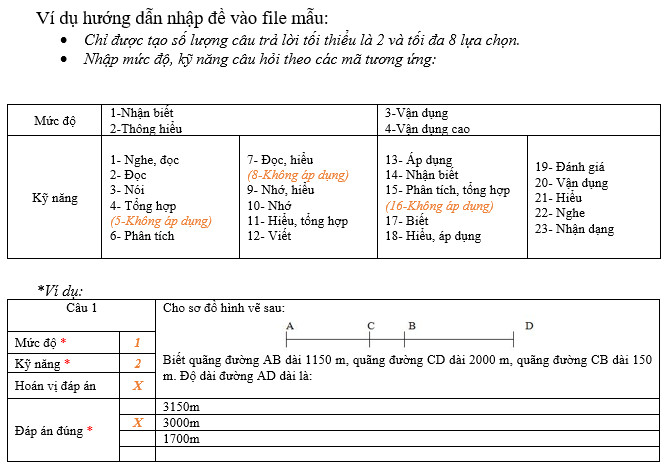 Ví dụ hướng dẫn nhập đề vào file mẫu:
• Chỉ được tạo số lượng câu trả lời tối thiểu là 2 và tối đa 8 lựa chọn.
• Nhập mức độ, kỹ năng câu hỏi theo các mã tương ứng:
Mức độ
1-Nhận biết
2-Thông hiểu
3-Vận dụng
4-Vận dụng cao
Kỹ năng
1- Nghe, đọc
2- Đọc
3- Nói
4- Tổng hợp
(5-Không áp dụng)
6- Phân tích
7- Đọc, hiểu
(8-Không áp dụng)
9- Nhớ, hiểu
10- Nhớ
11- Hiểu, tổng hợp
12- Viết
13- Áp dụng
14- Nhận biết
15- Phân tích, tổng hợp
(16-Không áp dụng)
17- Biết
18- Hiểu, áp dụng
19- Đánh giá
20- Vận dụng
21- Hiểu
22- Nghe
23- Nhận dạng
*Ví dụ:
Câu 1
Cho sơ đồ hình vẽ sau:
A C B D
Mức độ * 1
Kỹ năng * 2
Hoán vị đáp án X
Biết quãng đường AB dài 1150 m, quãng đường CD dài 2000 m, quãng đường CB dài 150
m. Độ dài đường AD dài là:
Đáp án đúng *
3150m
X 3000m
1700m